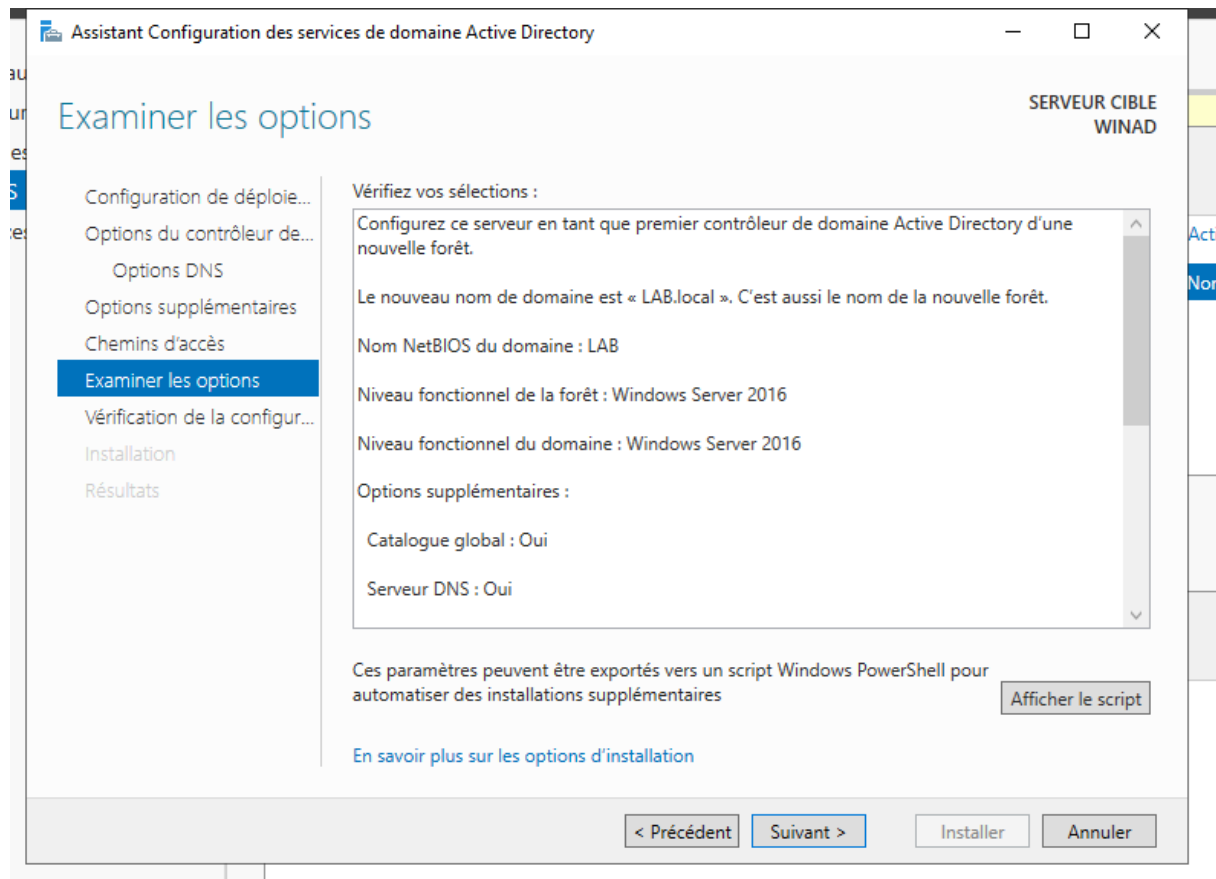 Assistant Configuration des services de domaine Active Directory
Examiner les options
SERVEUR CIBLE
WINAD
Configuration de déploie...
Options du contrôleur de...
Options DNS
Options supplémentaires
Chemins d'accès
Examiner les options
Vérification de la configur...
Installation
Résultats
Vérifiez vos sélections :
Configurez ce serveur en tant que premier contrôleur de domaine Active Directory d'une
nouvelle forêt.
Le nouveau nom de domaine est « LAB.local ». C'est aussi le nom de la nouvelle forêt.
Nom NetBIOS du domaine : LAB
Niveau fonctionnel de la forêt : Windows Server 2016
Niveau fonctionnel du domaine : Windows Server 2016
Options supplémentaires :
Catalogue global : Oui
Serveur DNS : Oui
Ces paramètres peuvent être exportés vers un script Windows PowerShell pour
automatiser des installations supplémentaires
Afficher le script
En savoir plus sur les options d'installation
< Précédent
Suivant >
Installer
Annuler